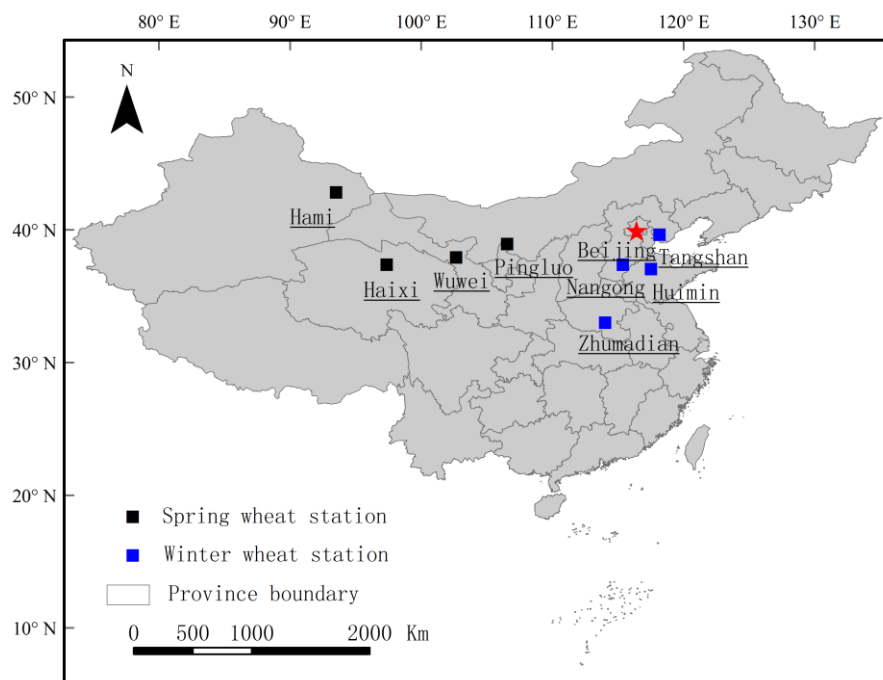 80° E 90° E 100° E 110° E 120° E 130° E
N
50° N
40° N
30° N
20° N
10° N
Hami
Haixi
Wuwei
Pingluo
Beijing
Tangshan
Nangong
Huimin
Zhumadian
Spring wheat station
Winter wheat station
Province boundary
0 500 1000 2000 Km